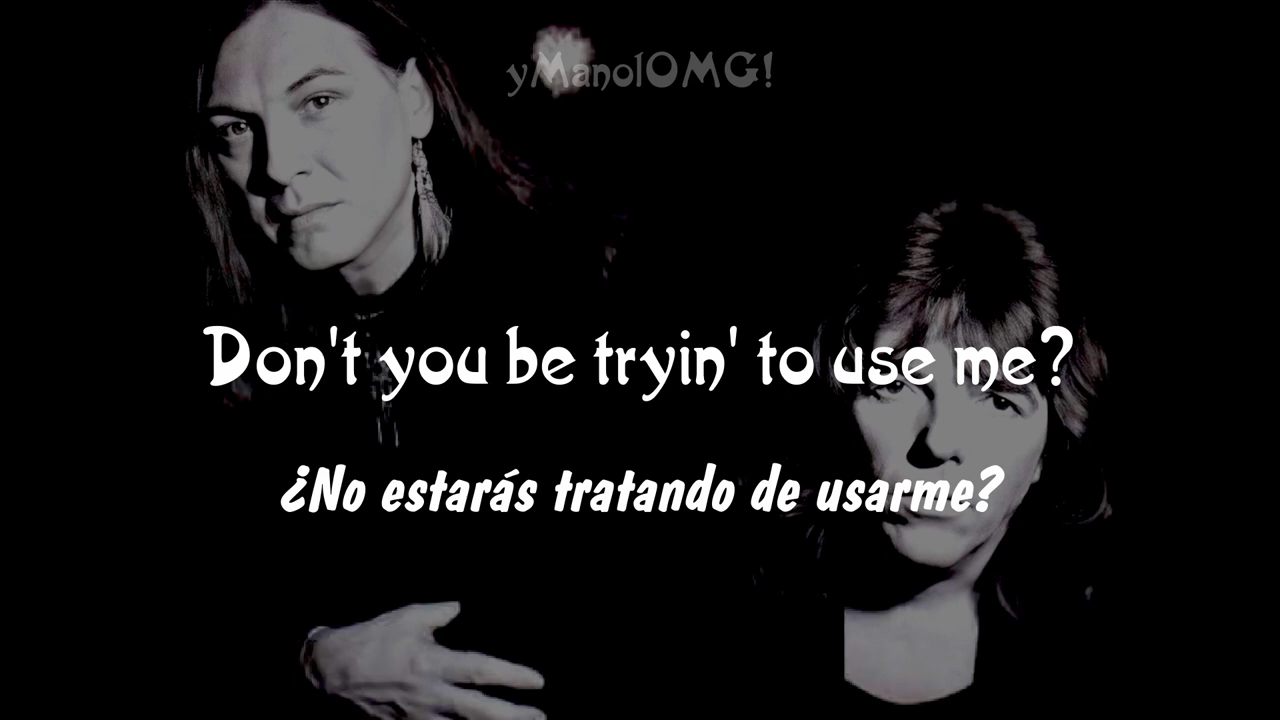 yManolOMG!
Don't you be tryin' to use me?
¿No estarás tratando de usarme?